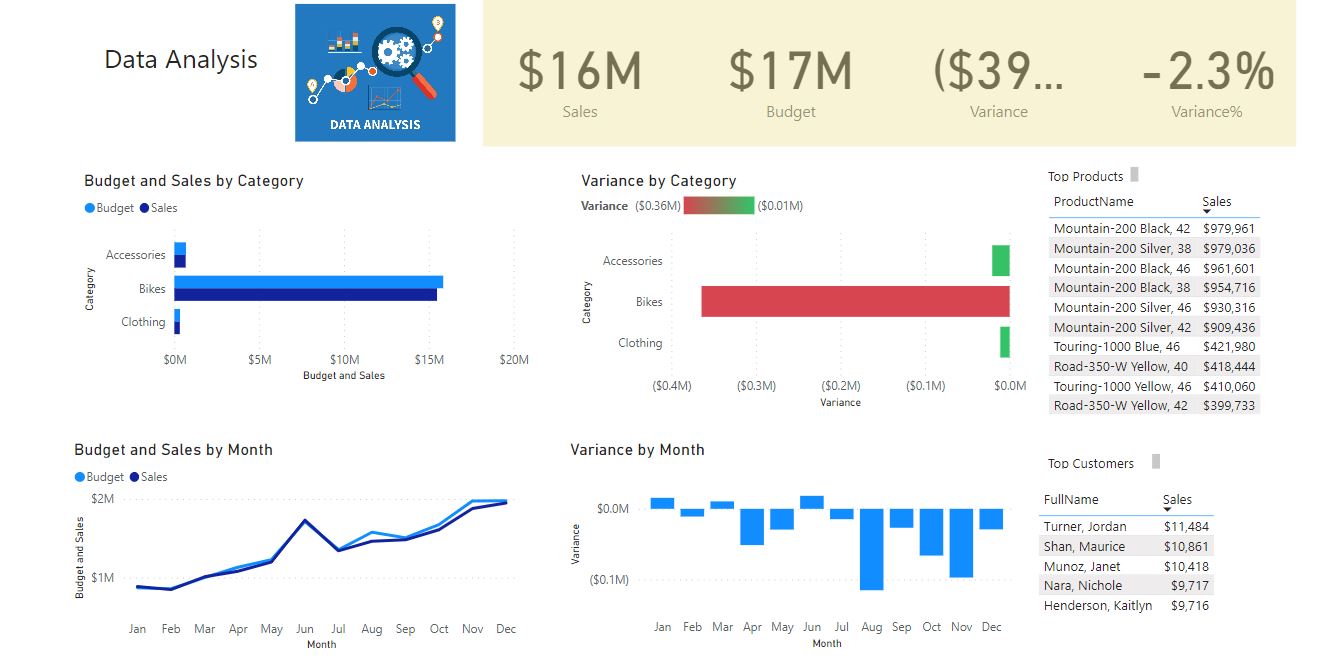 Data Analysis
DATA ANALYSIS
$16M
Sales
$17M
Budget
($39...
Variance
-2.3%
Variance%
Budget and Sales by Category
Budget Sales
Category
Accessories
Bikes
Clothing
$0M $5M $10M $15M $20M
Budget and Sales
Variance by Category
Variance ($0.36M) ($0.01M)
Category
Accessories
Bikes
Clothing
($0.4M) ($0.3M) ($0.2M) ($0.1M) $0.0M
Variance
Top Products
ProductName Sales
Mountain-200 Black, 42 $979,961
Mountain-200 Silver, 38 $979,036
Mountain-200 Black, 46 $961,601
Mountain-200 Black, 38 $954,716
Mountain-200 Silver, 46 $930,316
Mountain-200 Silver, 42 $909,436
Touring-1000 Blue, 46 $421,980
Road-350-W Yellow, 40 $418,444
Touring-1000 Yellow, 46 $410,060
Road-350-W Yellow, 42 $399,733
Budget and Sales by Month
Budget Sales
Budget and Sales
$2M
$1M
Jan Feb Mar Apr May Jun Jul Aug Sep Oct Nov Dec
Month
Variance by Month
Variance
$0.0M
($0.1M)
Jan Feb Mar Apr May Jun Jul Aug Sep Oct Nov Dec
Month
Top Customers
FullName Sales
Turner, Jordan $11,484
Shan, Maurice $10,861
Munoz, Janet $10,418
Nara, Nichole $9,717
Henderson, Kaitlyn $9,716